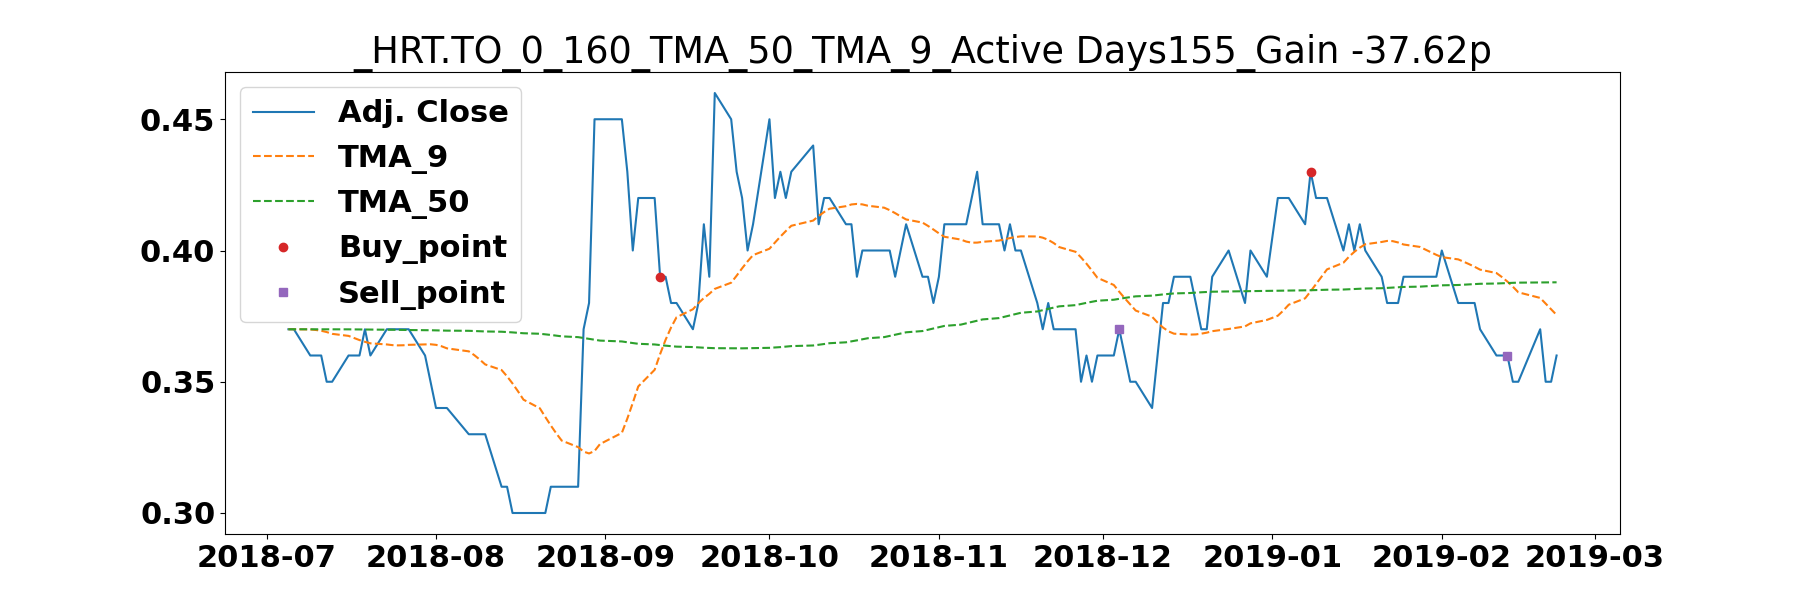 _HRT.TO_0_160_TMA_50_TMA_9_Active Days155_Gain -37.62p
Adj. Close
TMA_9
TMA_50
Buy_point
Sell_point
0.45
0.40
0.35
0.30
2018-07 2018-08 2018-09 2018-10 2018-11 2018-12 2019-01 2019-02 2019-03